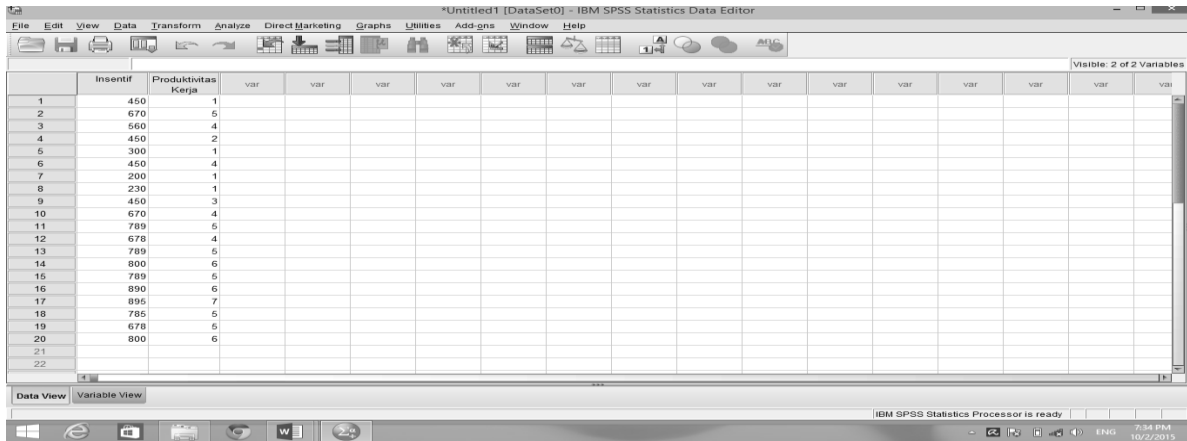 *Untitled1 [DataSet0] - IBM SPSS Statistics Data Editor
File Edit View Data Transform Analyze Direct Marketing Graphs Utilities Add-ons Window Help
Visible: 2 of 2 Variables
Insentif Produktivitas Kerja var var var var var var var var var var var var var var
1 450 1
2 670 5
3 560 4
4 450 2
5 300 1
6 450 4
7 200 1
8 230 1
9 450 3
10 670 4
11 789 5
12 678 4
13 789 5
14 800 6
15 789 5
16 890 6
17 895 7
18 785 5
19 678 5
20 800 6
21
22
Data View Variable View
IBM SPSS Statistics Processor is ready
ENG 7:34 PM
10/2/2015